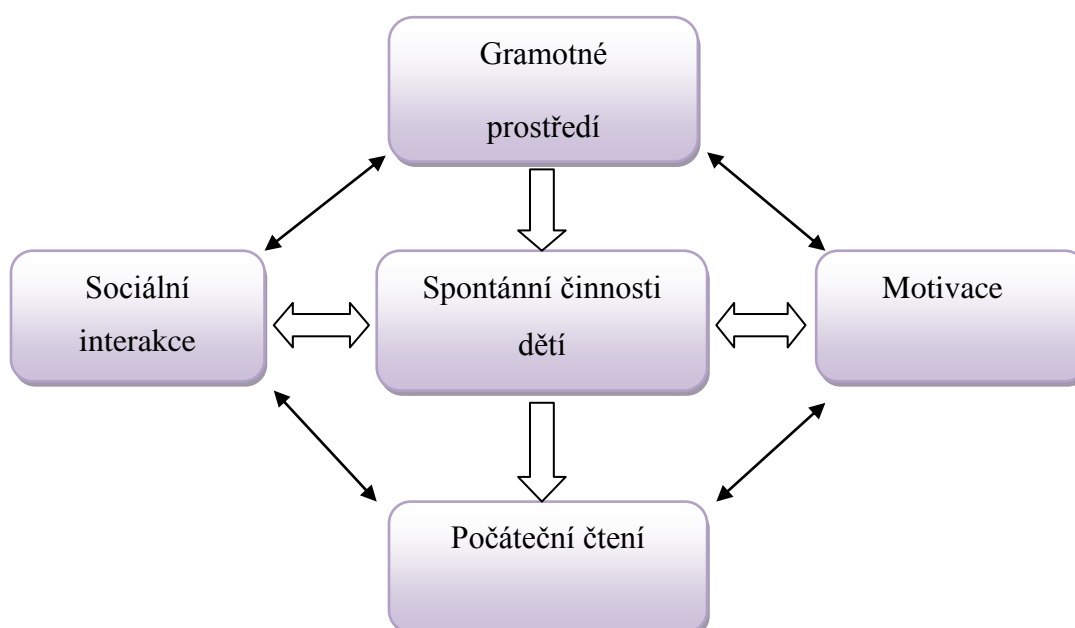 Gramotné
prostředí
Sociální
interakce
Spontánní činnosti
dětí
Motivace
Počáteční čtení